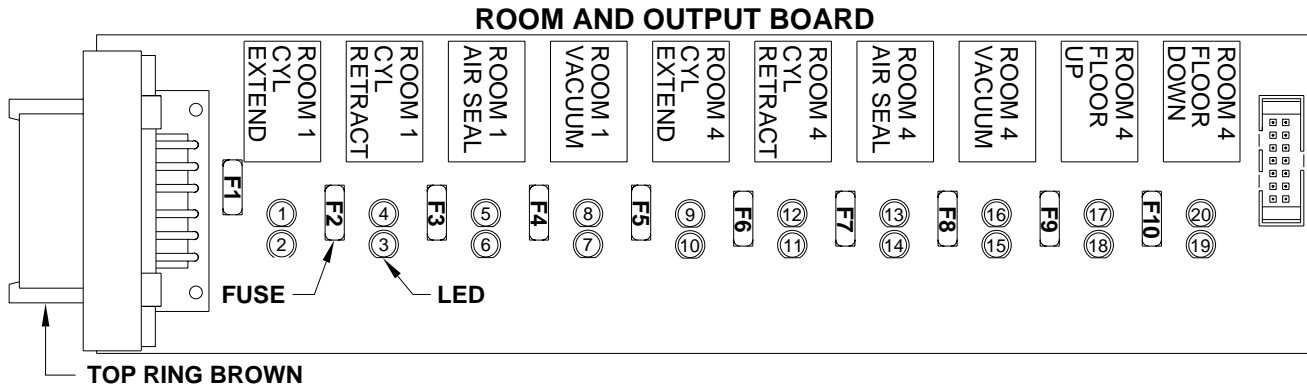 ROOM AND OUTPUT BOARD
ROOM 1
CYL
EXTEND
ROOM 1
CYL
RETRACT
ROOM 1
AIR SEAL
ROOM 1
VACUUM
ROOM 4
CYL
EXTEND
ROOM 4
CYL
RETRACT
ROOM 4
AIR SEAL
ROOM 4
VACUUM
ROOM 4
FLOOR
UP
ROOM 4
FLOOR
DOWN
F1
F2
F3
F4
F5
F6
F7
F8
F9
F10
1 4 5 8 9 12 13 16 17 20
2 3 6 7 10 11 14 15 18 19
FUSE
LED
TOP RING BROWN